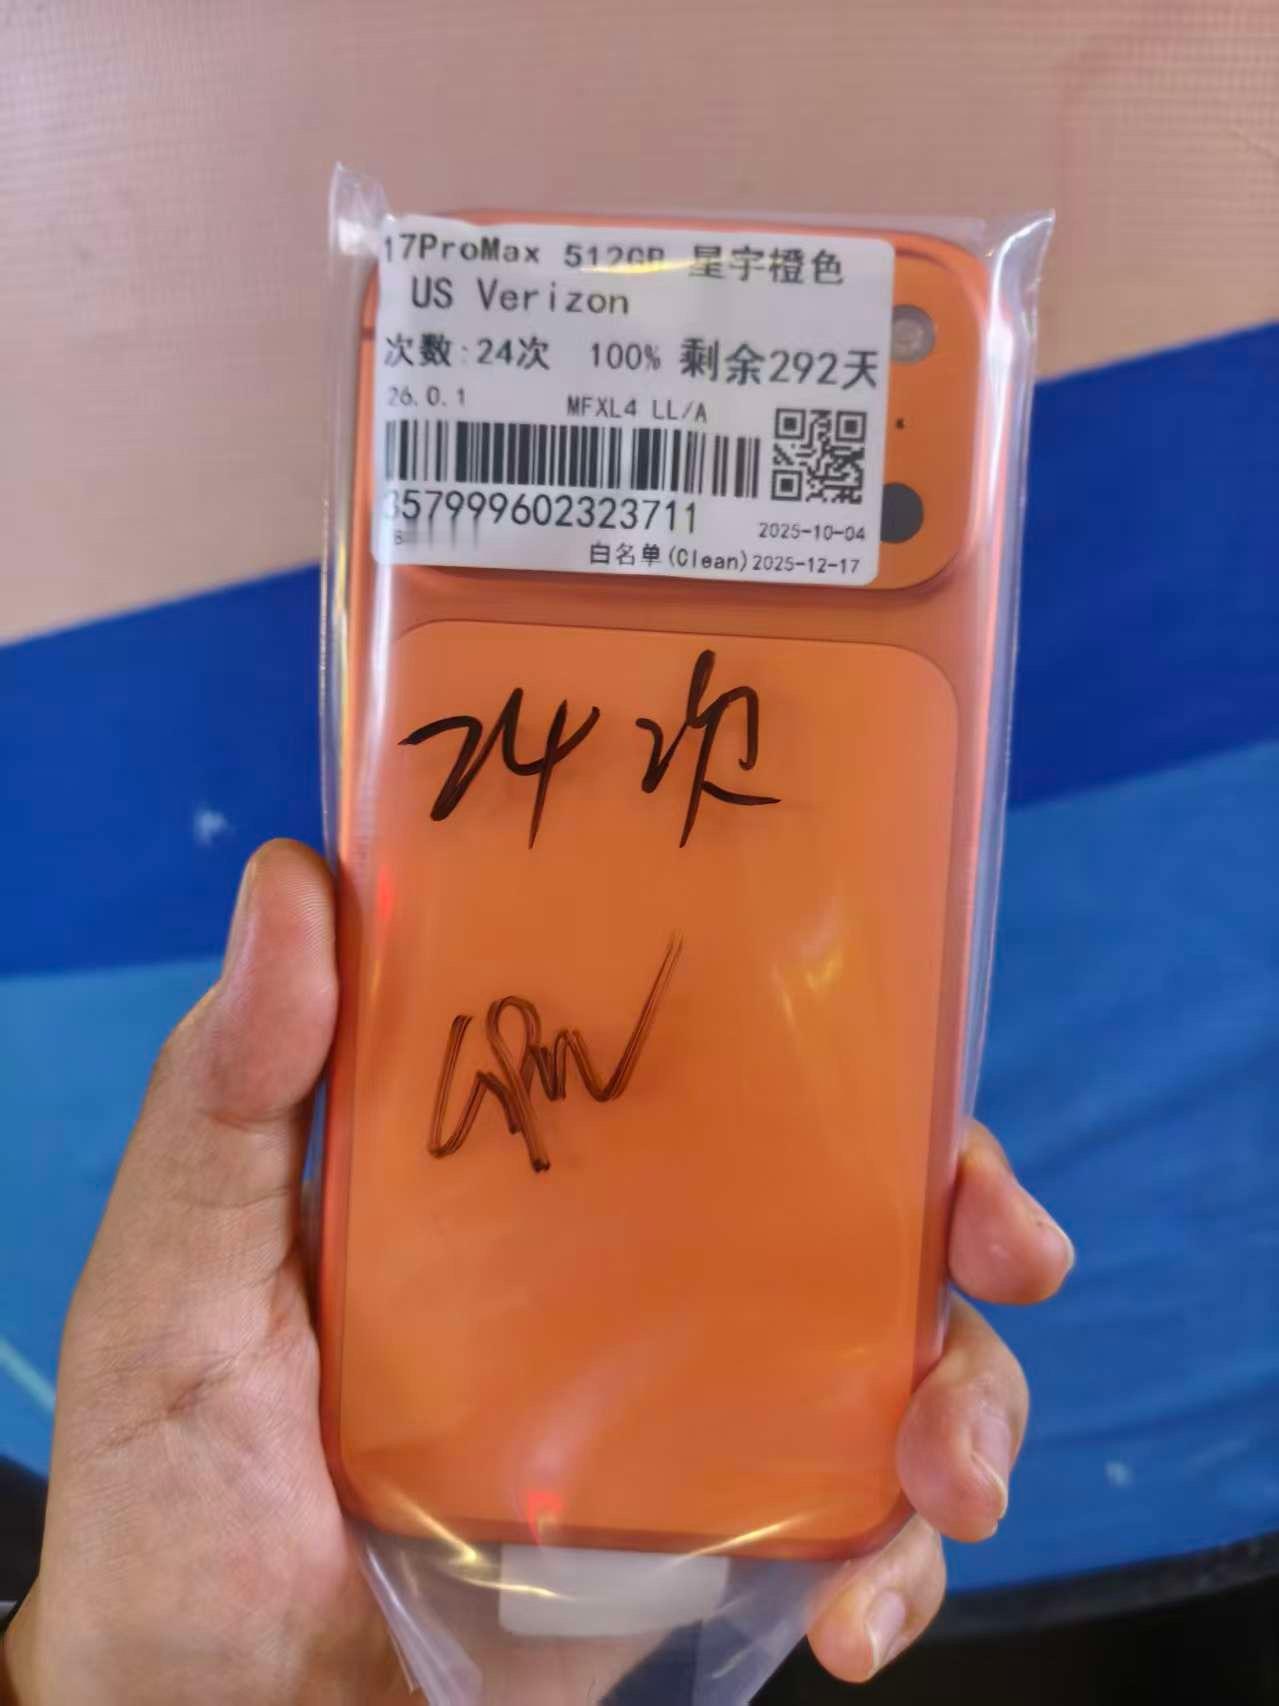 17ProMax 512GB 星宇橙色
US Verizon
次数:24次 100% 剩余292天
26.0.1 MFXL4 LL/A
357999602323711
2025-10-04
白名单(Clean)2025-12-17
24次